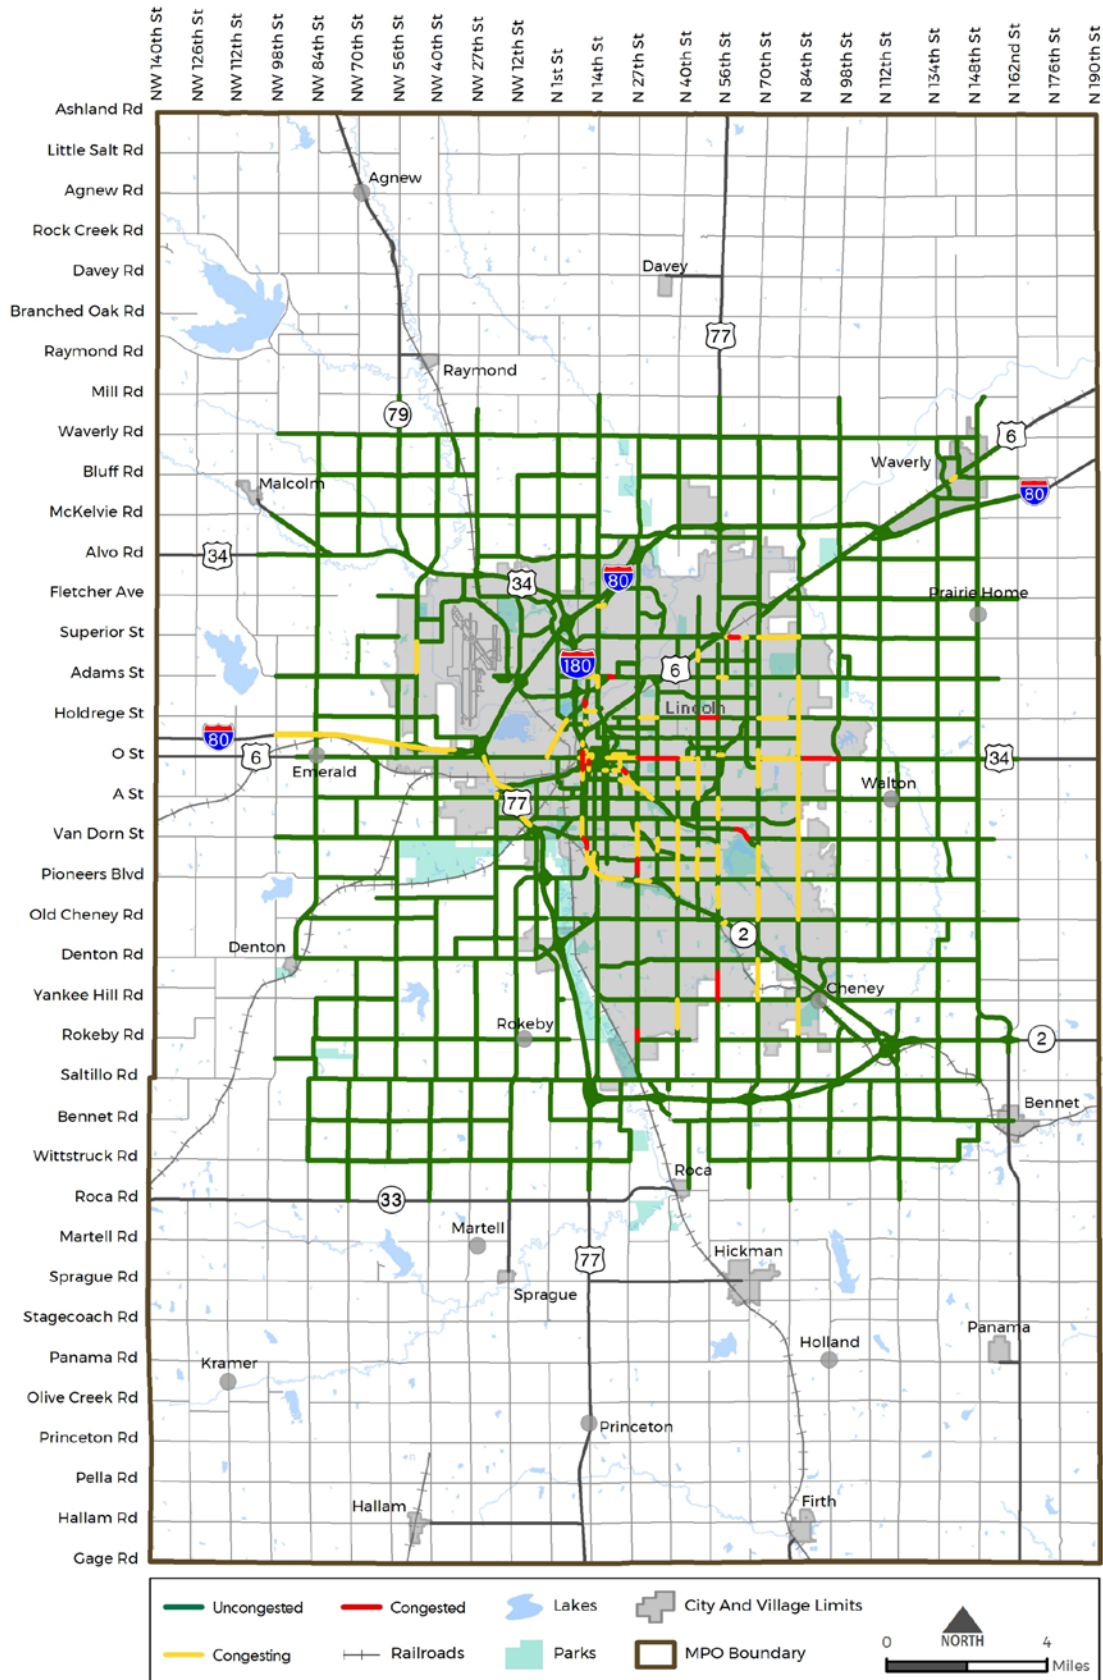 NW 140th St
NW 126th St
NW 112th St
NW 98th St
NW 84th St
NW 70th St
NW 56th St
NW 40th St
NW 27th St
NW 12th St
N 1st St
N 14th St
N 27th St
N 40th St
N 56th St
N 70th St
N 84th St
N 98th St
N 112th St
N 134th St
N 148th St
N 162nd St
N 176th St
N 190th St
Ashland Rd
Little Salt Rd
Agnew Rd
Agnew
Rock Creek Rd
Davey Rd
Davey
Branched Oak Rd
77
Raymond Rd
Raymond
Mill Rd
79
Waverly Rd
6
Bluff Rd
Waverly
Malcolm
80
McKelvie Rd
Alvo Rd
34
34
80
Fletcher Ave
Prairie Home
Superior St
180
6
Adams St
Holdrege St
Lincoln
80
O St
6
34
Emerald
A St
77
Walton
Van Dorn St
Pioneers Blvd
Old Cheney Rd
2
Denton Rd
Denton
Yankee Hill Rd
Cheney
Rokeby Rd
Rokeby
2
Saltillo Rd
Bennet Rd
Bennet
Wittstruck Rd
Roca
Roca Rd
33
Martell Rd
Martell
77
Hickman
Sprague Rd
Sprague
Stagecoach Rd
Panama
Holland
Panama Rd
Kramer
Olive Creek Rd
Princeton
Princeton Rd
Pella Rd
Hallam
Firth
Hallam Rd
Gage Rd
Uncongested
Congested
Lakes
City And Village Limits
Congesting
Railroads
Parks
MPO Boundary
NORTH
0
4
Miles